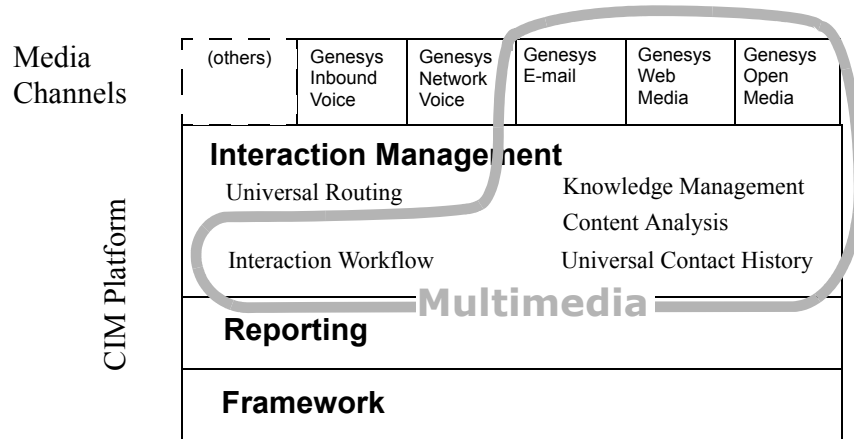 Media
Channels
(others)
Genesys
Inbound
Voice
Genesys
Network
Voice
Genesys
E-mail
Genesys
Web
Media
Genesys
Open
Media
CIM Platform
Interaction Management
Universal Routing
Knowledge Management
Content Analysis
Interaction Workflow
Universal Contact History
Multimedia
Reporting
Framework